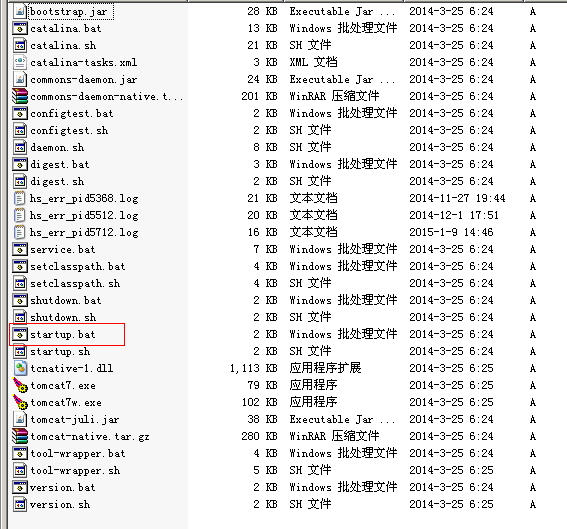 bootstrap.jar 28 KB Executable Jar ... 2014-3-25 6:24 A
catalina.bat 13 KB Windows 批处理文件 2014-3-25 6:24 A
catalina.sh 21 KB SH 文件 2014-3-25 6:24 A
catalina-tasks.xml 3 KB XML 文档 2014-3-25 6:24 A
commons-daemon.jar 24 KB Executable Jar ... 2014-3-25 6:24 A
commons-daemon-native.t... 201 KB WinRAR 压缩文件 2014-3-25 6:24 A
configtest.bat 2 KB Windows 批处理文件 2014-3-25 6:24 A
configtest.sh 2 KB SH 文件 2014-3-25 6:24 A
daemon.sh 8 KB SH 文件 2014-3-25 6:24 A
digest.bat 3 KB Windows 批处理文件 2014-3-25 6:24 A
digest.sh 2 KB SH 文件 2014-3-25 6:24 A
hs_err_pid5368.log 21 KB 文本文档 2014-11-27 19:44 A
hs_err_pid5512.log 20 KB 文本文档 2014-12-1 17:51 A
hs_err_pid5712.log 16 KB 文本文档 2015-1-9 14:46 A
service.bat 7 KB Windows 批处理文件 2014-3-25 6:24 A
setclasspath.bat 4 KB Windows 批处理文件 2014-3-25 6:24 A
setclasspath.sh 4 KB SH 文件 2014-3-25 6:24 A
shutdown.bat 2 KB Windows 批处理文件 2014-3-25 6:24 A
shutdown.sh 2 KB SH 文件 2014-3-25 6:24 A
startup.bat 2 KB Windows 批处理文件 2014-3-25 6:24 A
startup.sh 2 KB SH 文件 2014-3-25 6:24 A
tcnative-1.dll 1,113 KB 应用程序扩展 2014-3-25 6:25 A
tomcat7.exe 79 KB 应用程序 2014-3-25 6:25 A
tomcat7w.exe 102 KB 应用程序 2014-3-25 6:25 A
tomcat-juli.jar 38 KB Executable Jar ... 2014-3-25 6:24 A
tomcat-native.tar.gz 280 KB WinRAR 压缩文件 2014-3-25 6:24 A
tool-wrapper.bat 4 KB Windows 批处理文件 2014-3-25 6:24 A
tool-wrapper.sh 5 KB SH 文件 2014-3-25 6:25 A
version.bat 2 KB Windows 批处理文件 2014-3-25 6:24 A
version.sh 2 KB SH 文件 2014-3-25 6:25 A